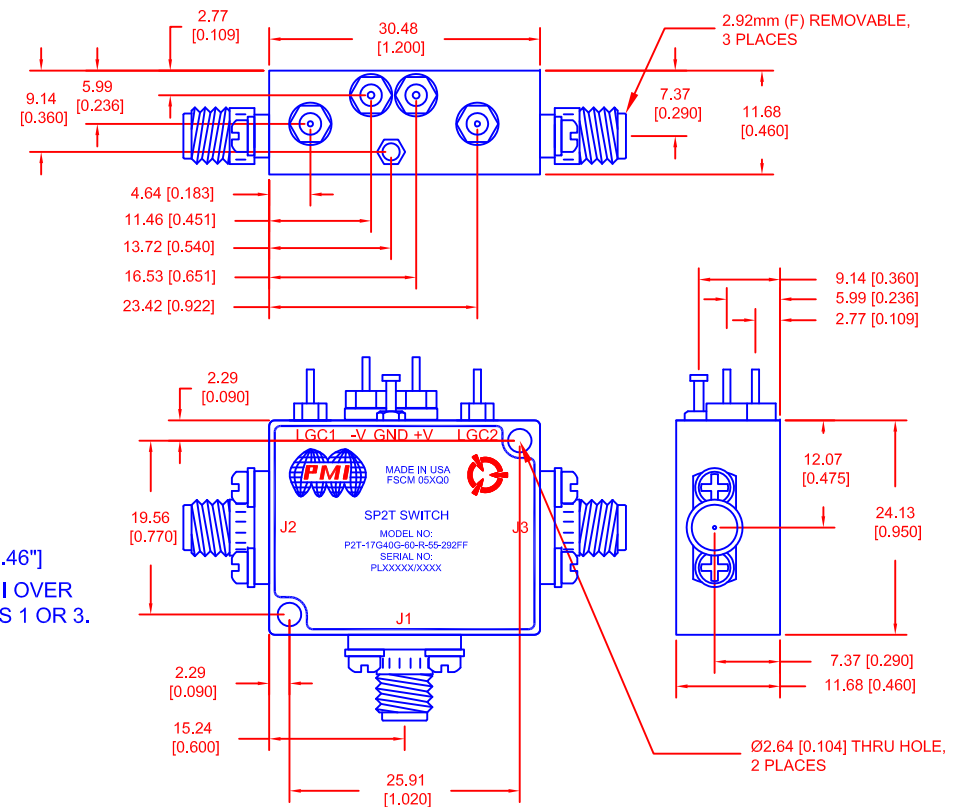 2.77
[0.109]
30.48
[1.200]
2.92mm (F) REMOVABLE,
3 PLACES
9.14
[0.360]
5.99
[0.236]
7.37
[0.290]
11.68
[0.460]
4.64 [0.183]
11.46 [0.451]
13.72 [0.540]
16.53 [0.651]
23.42 [0.922]
9.14 [0.360]
5.99 [0.236]
2.77 [0.109]
2.29
[0.090]
LGC1 -V GND +V LGC2
PMI
MADE IN USA
FSCM 05XQ0
SP2T SWITCH
MODEL NO:
P2T-17G40G-60-R-55-292FF
SERIAL NO:
PLXXXXX/XXXX
J2
J3
J1
19.56
[0.770]
.46"]
I OVER
S 1 OR 3.
12.07
[0.475]
24.13
[0.950]
2.29
[0.090]
15.24
[0.600]
25.91
[1.020]
7.37 [0.290]
11.68 [0.460]
Ø2.64 [0.104] THRU HOLE,
2 PLACES